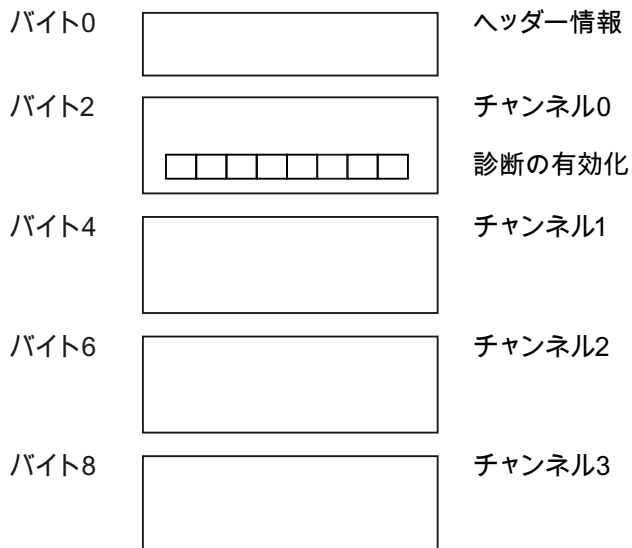 バイト0 ヘッダー情報
バイト2 チャンネル0
診断の有効化
バイト4 チャンネル1
バイト6 チャンネル2
バイト8 チャンネル3